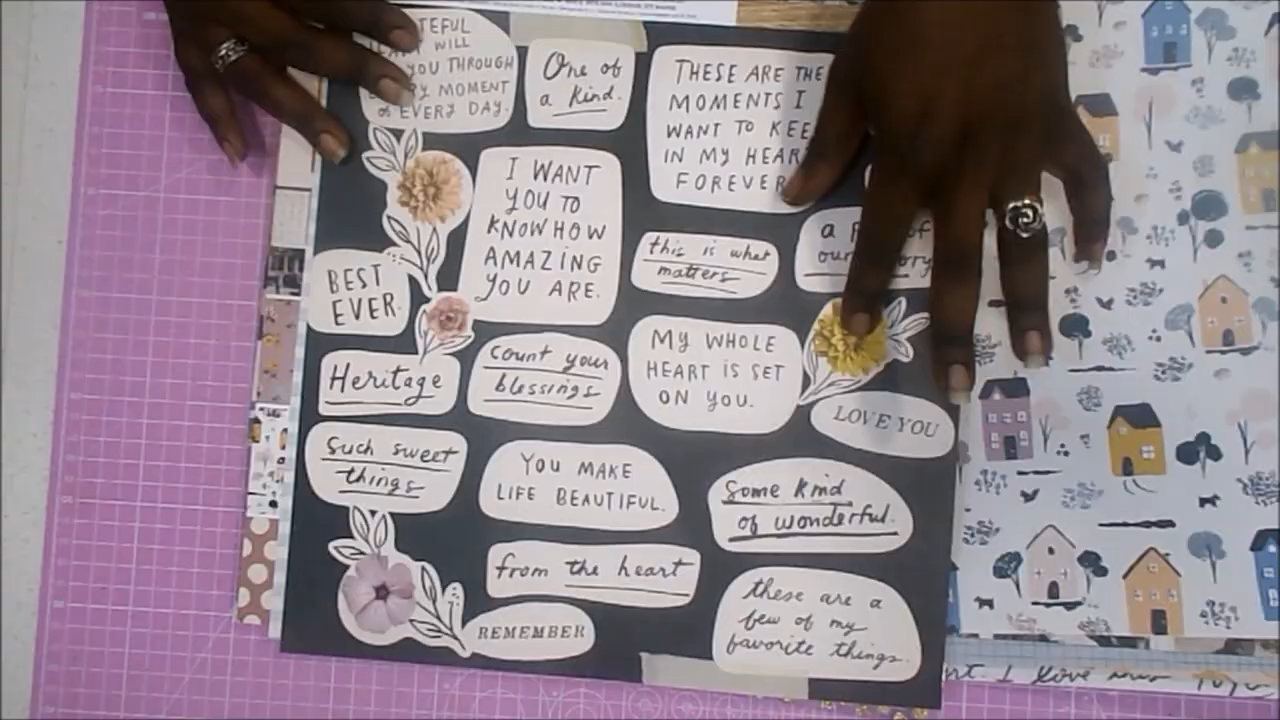 WILL
YOU THROUGH
MOMENT
of EVERY DAY.
One of
a kind.
THESE ARE THE
MOMENTS I
WANT TO
IN MY
FOREVER
I WANT
YOU TO
KNOW HOW
AMAZING
YOU ARE.
this is what
matters
a of
our
BEST
EVER.
Heritage
count your
blessings
MY WHOLE
HEART IS SET
ON YOU.
LOVE YOU
Such sweet
things
YOU MAKE
LIFE BEAUTIFUL.
Some kind
of wonderful.
from the heart
these are a
few of my
favorite things.
REMEMBER
I love